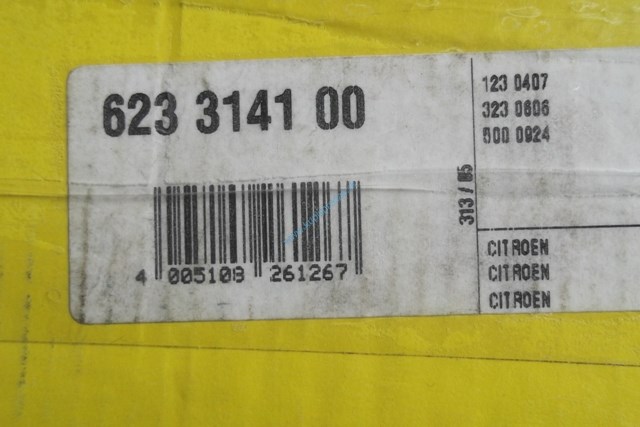 623 3141 00
4 005108 261267
313 / 85
123 0407
323 0606
500 0924
CITROEN
CITROEN
CITROEN